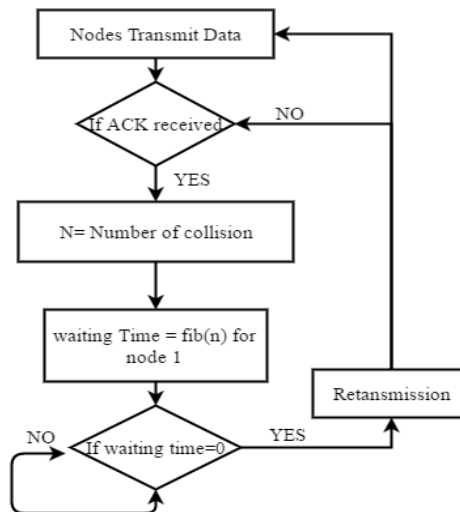 Nodes Transmit Data
If ACK received
NO
YES
N= Number of collision
waiting Time = fib(n) for
node 1
Retansmission
NO
If waiting time=0
YES